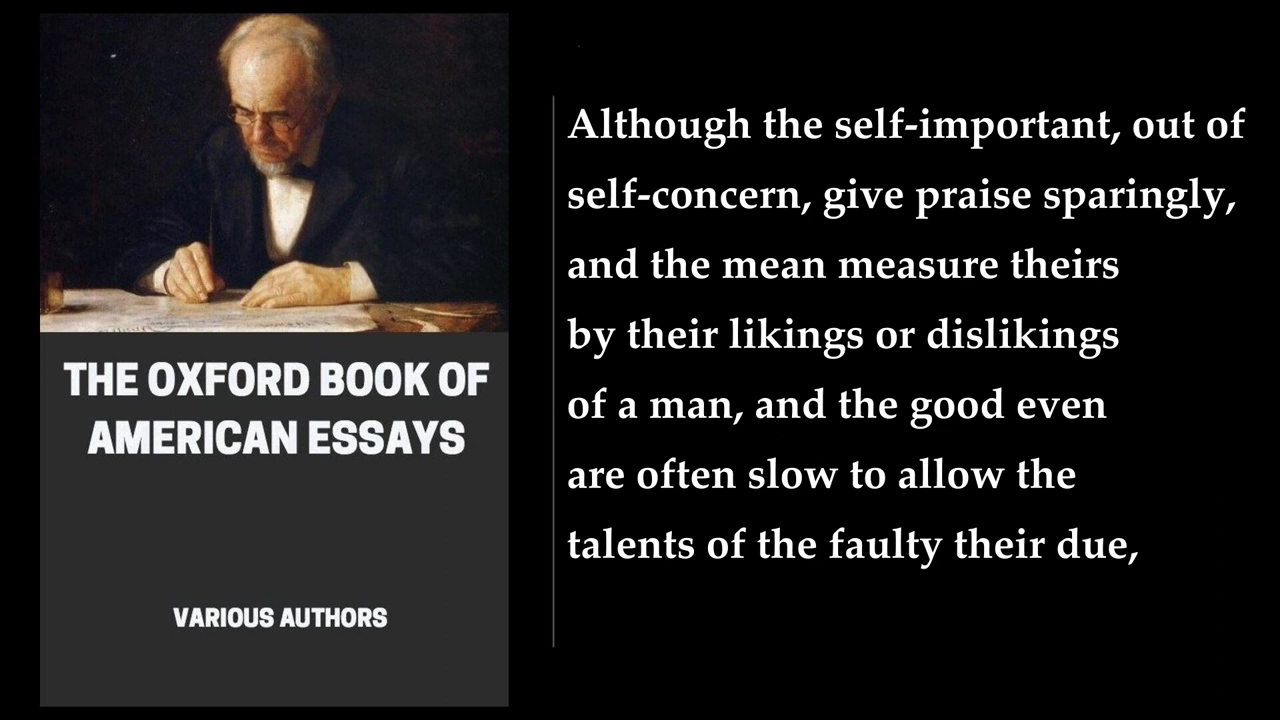 THE OXFORD BOOK OF
AMERICAN ESSAYS
VARIOUS AUTHORS
Although the self-important, out of
self-concern, give praise sparingly,
and the mean measure theirs
by their likings or dislikings
of a man, and the good even
are often slow to allow the
talents of the faulty their due,